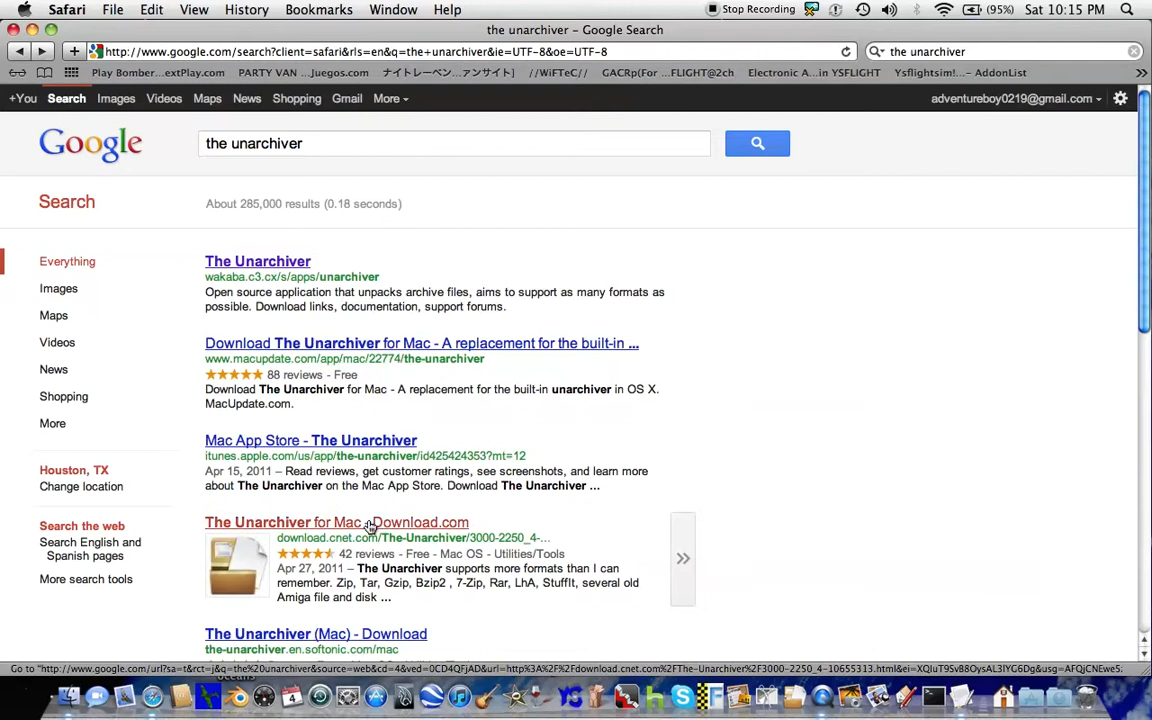 Safari File Edit View History Bookmarks Window Help Stop Recording (95%) Sat 10:15 PM
the unarchiver – Google Search
http://www.google.com/search?client=safari&rls=en&q=the+unarchiver&ie=UTF-8&oe=UTF-8 the unarchiver
Play Bomber...extPlay.com PARTY VAN ...Juegos.com ナイトレーベン...アンサイト] //WiFTeC// GACRp(For ...FLIGHT@2ch Electronic A...in YSFLIGHT Ysflightsim!... - AddonList
+You Search Images Videos Maps News Shopping Gmail More adventureboy0219@gmail.com
Google the unarchiver
Search About 285,000 results (0.18 seconds)
Everything
Images
Maps
Videos
News
Shopping
More
Houston, TX
Change location
Search the web
Search English and
Spanish pages
More search tools
The Unarchiver
wakaba.c3.cx/s/apps/unarchiver
Open source application that unpacks archive files, aims to support as many formats as
possible. Download links, documentation, support forums.
Download The Unarchiver for Mac - A replacement for the built-in ...
www.macupdate.com/app/mac/22774/the-unarchiver
88 reviews - Free
Download The Unarchiver for Mac - A replacement for the built-in unarchiver in OS X.
MacUpdate.com.
Mac App Store - The Unarchiver
itunes.apple.com/us/app/the-unarchiver/id425424353?mt=12
Apr 15, 2011 – Read reviews, get customer ratings, see screenshots, and learn more
about The Unarchiver on the Mac App Store. Download The Unarchiver ...
The Unarchiver for Mac - Download.com
download.cnet.com/The-Unarchiver/3000-2250_4-...
42 reviews - Free - Mac OS - Utilities/Tools
Apr 27, 2011 – The Unarchiver supports more formats than I can
remember. Zip, Tar, Gzip, Bzip2 , 7-Zip, Rar, LhA, StuffIt, several old
Amiga file and disk ...
The Unarchiver (Mac) - Download
the-unarchiver.en.softonic.com/mac
oceans